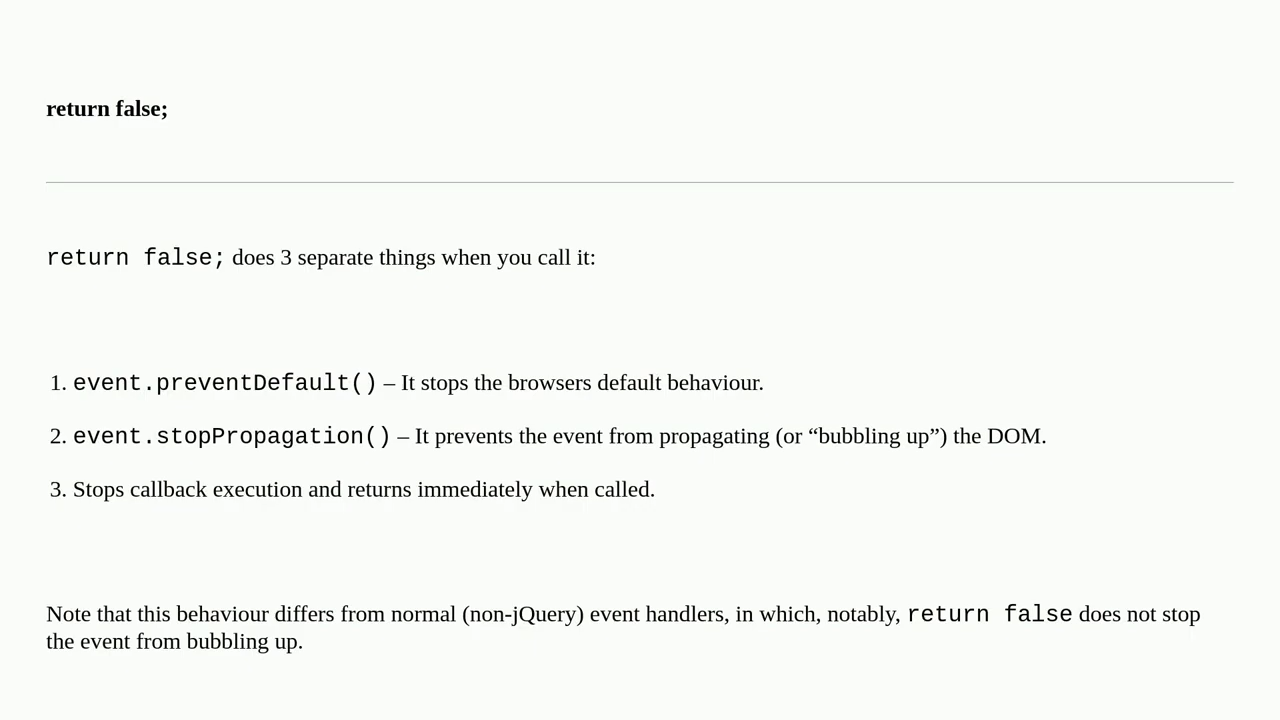 return false;
return false; does 3 separate things when you call it:
1. event.preventDefault() – It stops the browsers default behaviour.
2. event.stopPropagation() – It prevents the event from propagating (or “bubbling up”) the DOM.
3. Stops callback execution and returns immediately when called.
Note that this behaviour differs from normal (non-jQuery) event handlers, in which, notably, return false does not stop
the event from bubbling up.